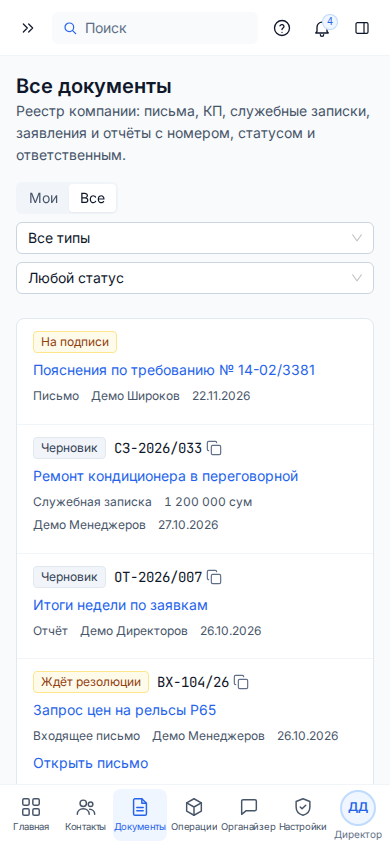 Поиск
4
Все документы
Реестр компании: письма, КП, служебные записки,
заявления и отчёты с номером, статусом и
ответственным.
Мои Все
Все типы
Любой статус
На подписи
Пояснения по требованию № 14-02/3381
Письмо Демо Широков 22.11.2026
Черновик СЗ-2026/033
Ремонт кондиционера в переговорной
Служебная записка 1 200 000 сум
Демо Менеджеров 27.10.2026
Черновик ОТ-2026/007
Итоги недели по заявкам
Отчёт Демо Директоров 26.10.2026
Ждёт резолюции ВХ-104/26
Запрос цен на рельсы Р65
Входящее письмо Демо Менеджеров 26.10.2026
Открыть письмо
Главная Контакты Документы Операции Органайзер Настройки
ДД
Директор